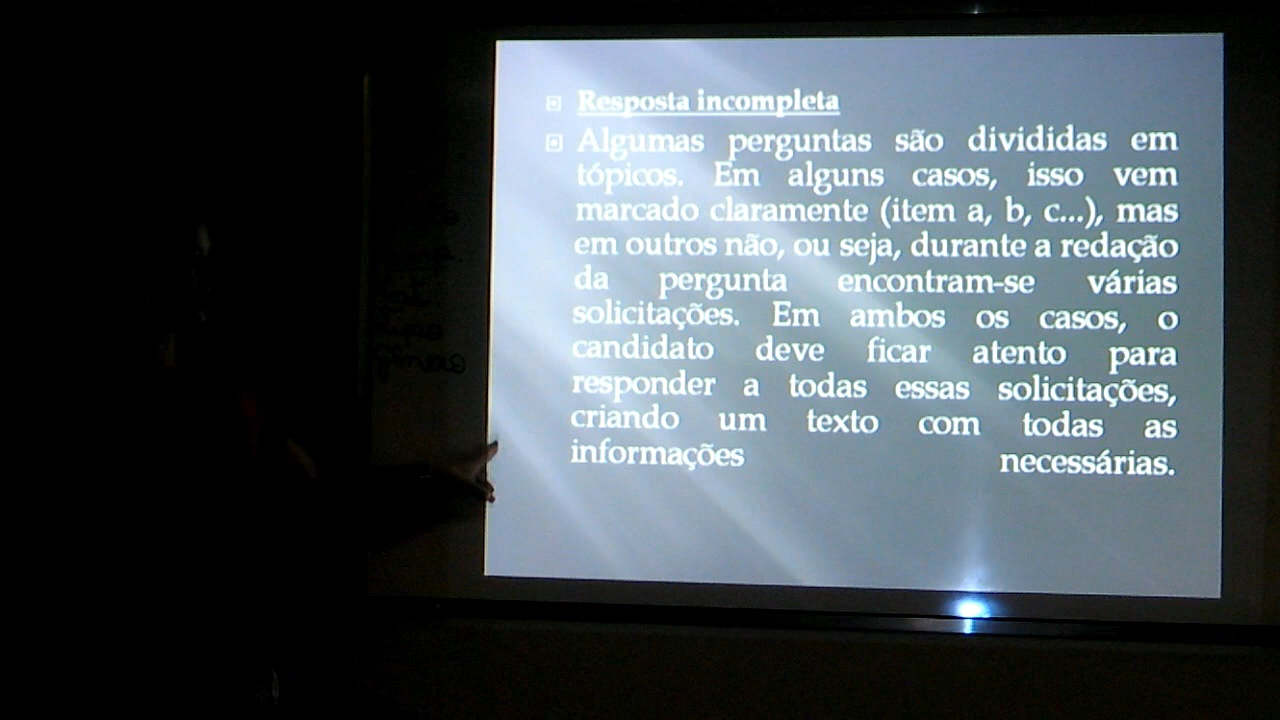 Resposta incompleta
Algumas perguntas são divididas em
tópicos. Em alguns casos, isso vem
marcado claramente (item a, b, c...), mas
em outros não, ou seja, durante a redação
da pergunta encontram-se várias
solicitações. Em ambos os casos, o
candidato deve ficar atento para
responder a todas essas solicitações,
criando um texto com todas as
informações necessárias.